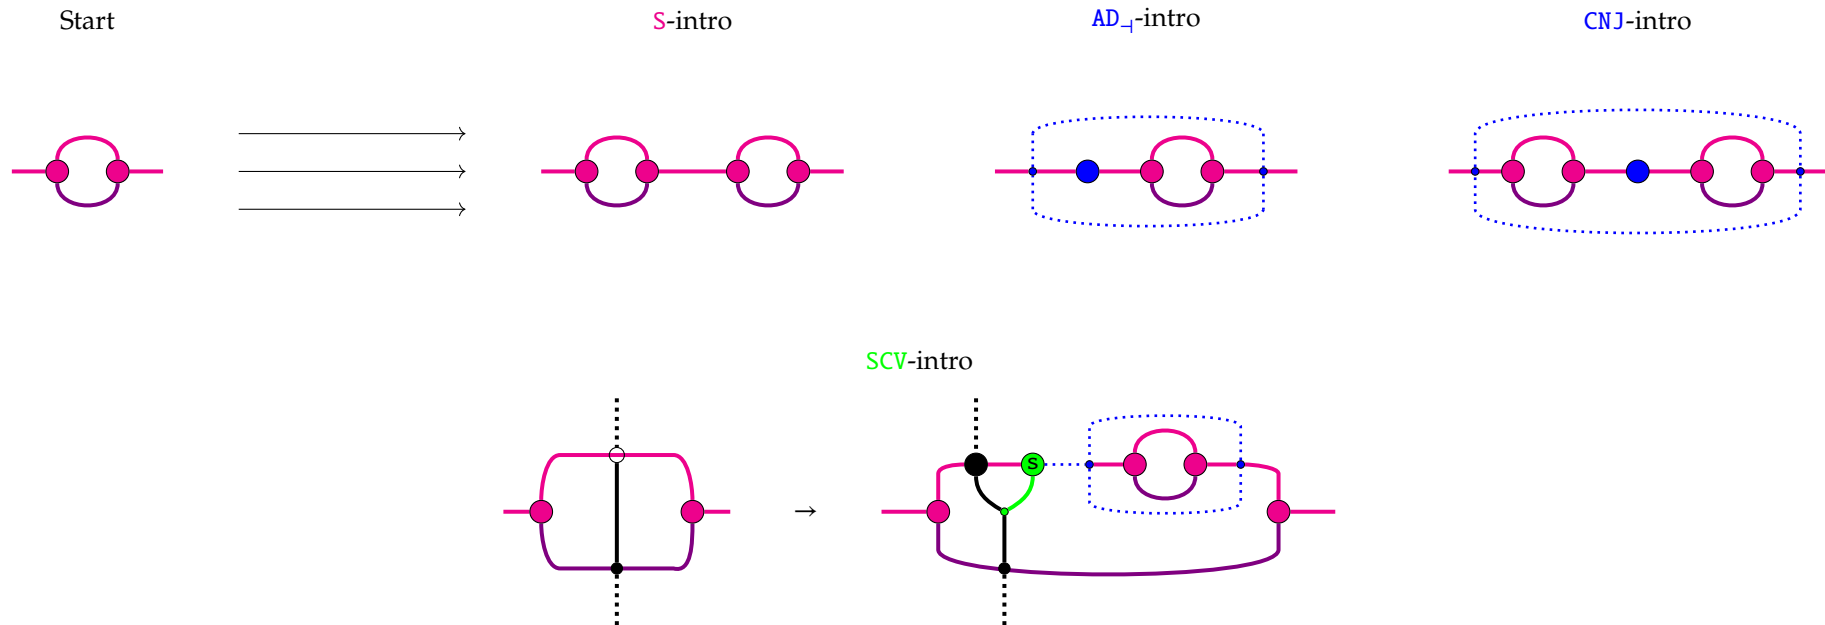 Start
S-intro
AD⊣-intro
CNJ-intro
SCV-intro
S